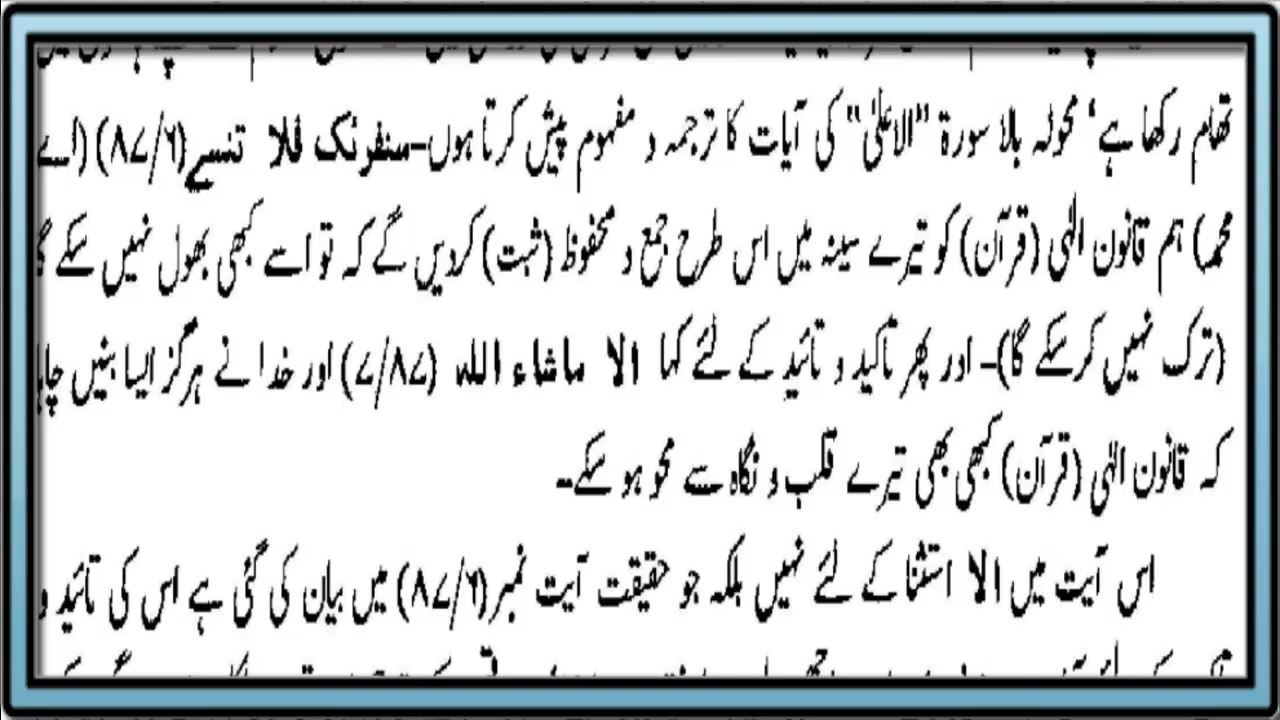 تھام رکھا ہے، محولہ بالا سورۃ "الاعلیٰ" کی آیات کا ترجمہ و مفہوم پیش کرتا ہوں۔سنقرئک فلا تنسے(۸۷/۶) (اے
محمدؐ) ہم قانون الٰہی (قرآن) کو تیرے سینہ میں اس طرح جمع و محفوظ (ثبت) کردیں گے کہ تو اسے کبھی بھول نہیں سکے گا
(ترک نہیں کر سکے گا)۔ اور پھر تاکید و تائید کے لئے کہا الا ماشاء اللہ (۷/۸۷) اور خدا نے ہرگز ایسا نہیں چاہا
کہ قانون الٰہی (قرآن) کبھی بھی تیرے قلب و نگاہ سے محو ہو سکے۔
اس آیت میں الا استثنا کے لئے نہیں بلکہ جو حقیقت آیت نمبر(۸۷/۶) میں بیان کی گئی ہے اس کی تائید و